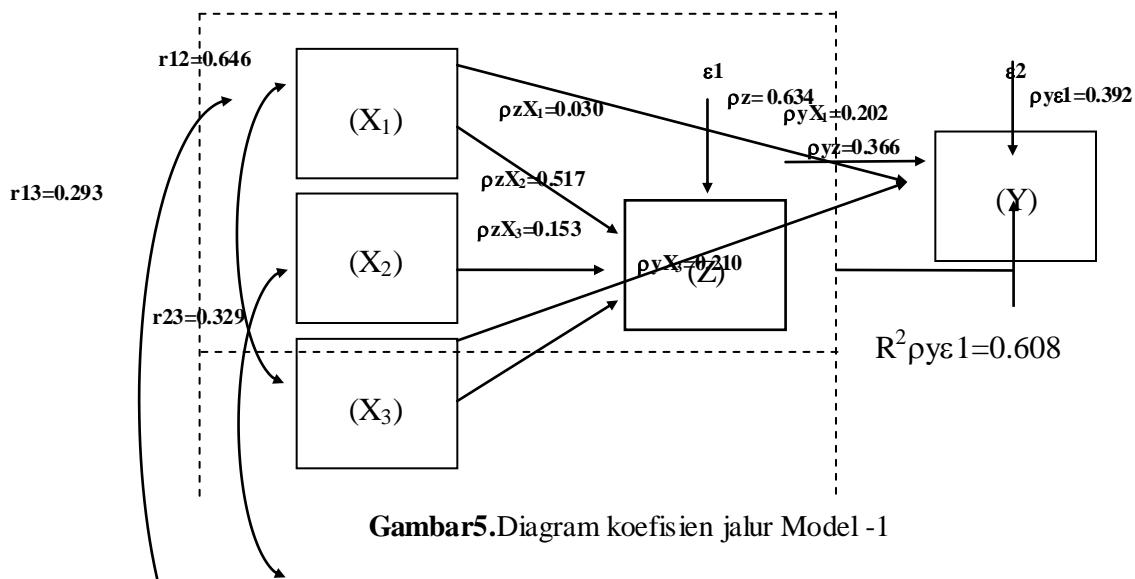 r12=0.646
ε1
ε2
ρz= 0.634
ρyε1=0.392
ρzX₁=0.030
ρyX₁=0.202
(X₁)
ρyz=0.366
r13=0.293
ρzX₂=0.517
(Y)
ρzX₃=0.153
(X₂)
ρyX₃=0.210
(Z)
r23=0.329
R²ρyε1=0.608
(X₃)
Gambar5.Diagram koefisien jalur Model -1